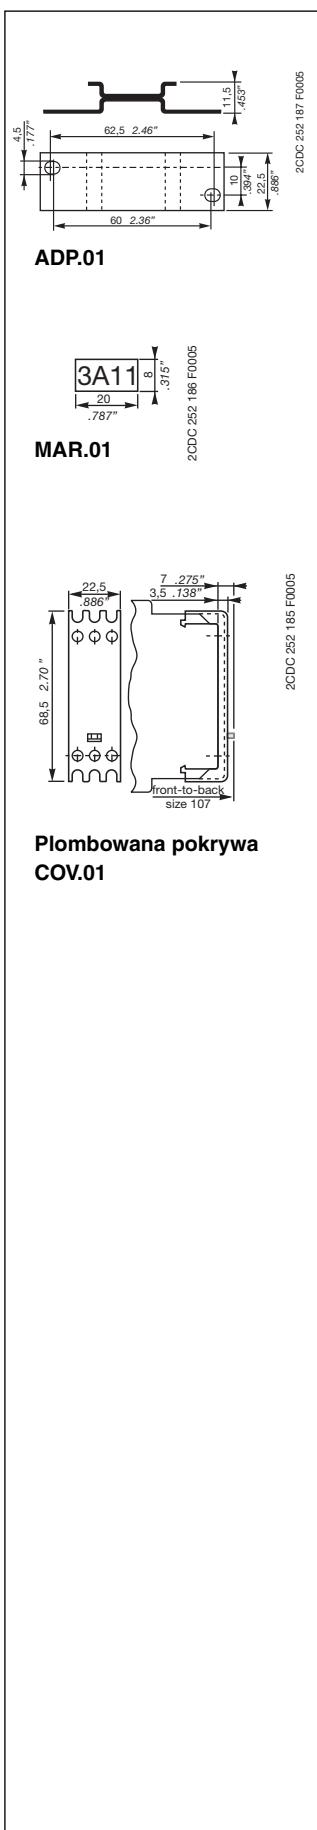 11,5
.453”
4,5
.177”
62,5 2.46”
10
.394”
22,5
.886”
60 2.36”
2CDC 252 187 F0005
ADP.01
3A11
8
.315”
20
.787”
2CDC 252 186 F0005
MAR.01
22,5
.886”
7 .275”
3,5 .138”
68,5 2.70 ”
front-to-back
size 107
2CDC 252 185 F0005
Plombowana pokrywa
COV.01